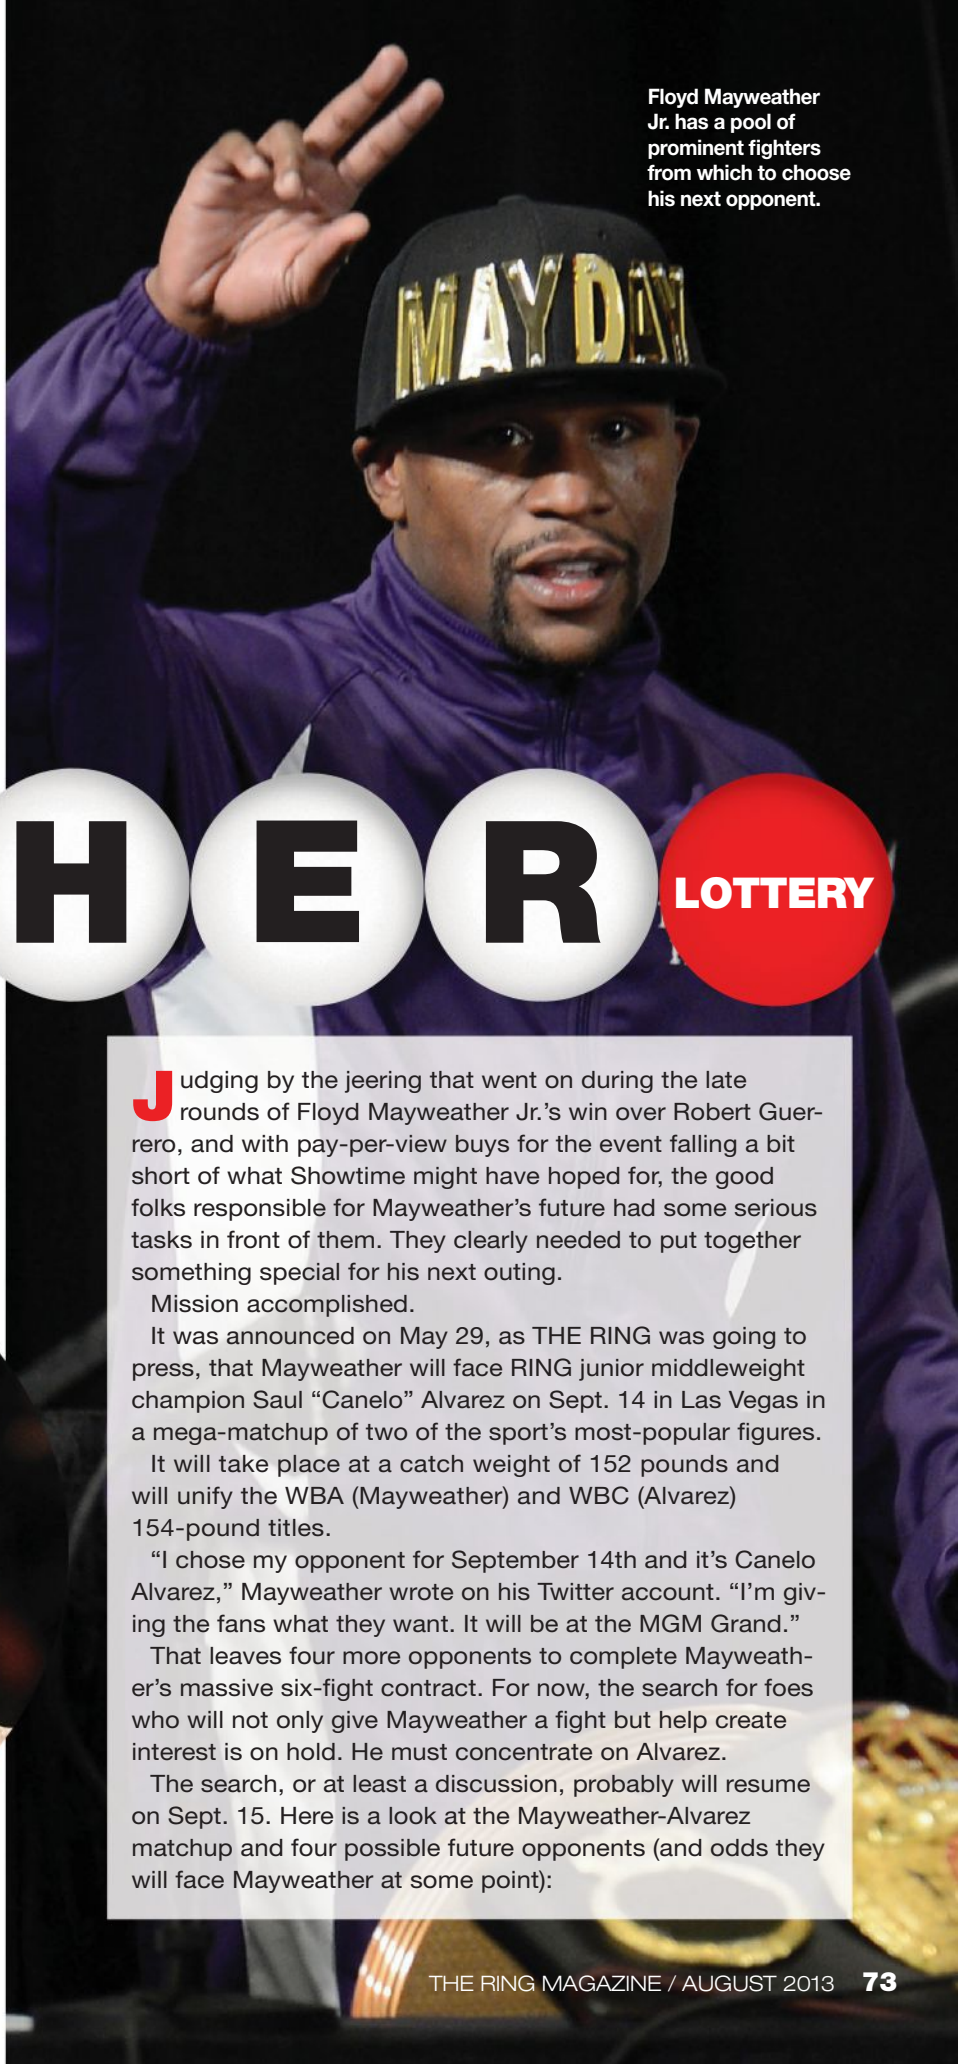 Floyd Mayweather
Jr. has a pool of
prominent fighters
from which to choose
his next opponent.
MAYDAY
HER
LOTTERY
Judging by the jeering that went on during the late
rounds of Floyd Mayweather Jr.’s win over Robert Guer-
rero, and with pay-per-view buys for the event falling a bit
short of what Showtime might have hoped for, the good
folks responsible for Mayweather’s future had some serious
tasks in front of them. They clearly needed to put together
something special for his next outing.
Mission accomplished.
It was announced on May 29, as THE RING was going to
press, that Mayweather will face RING junior middleweight
champion Saul “Canelo” Alvarez on Sept. 14 in Las Vegas in
a mega-matchup of two of the sport’s most-popular figures.
It will take place at a catch weight of 152 pounds and
will unify the WBA (Mayweather) and WBC (Alvarez)
154-pound titles.
“I chose my opponent for September 14th and it’s Canelo
Alvarez,” Mayweather wrote on his Twitter account. “I’m giv-
ing the fans what they want. It will be at the MGM Grand.”
That leaves four more opponents to complete Mayweath-
er’s massive six-fight contract. For now, the search for foes
who will not only give Mayweather a fight but help create
interest is on hold. He must concentrate on Alvarez.
The search, or at least a discussion, probably will resume
on Sept. 15. Here is a look at the Mayweather-Alvarez
matchup and four possible future opponents (and odds they
will face Mayweather at some point):
THE RING MAGAZINE / AUGUST 2013 73